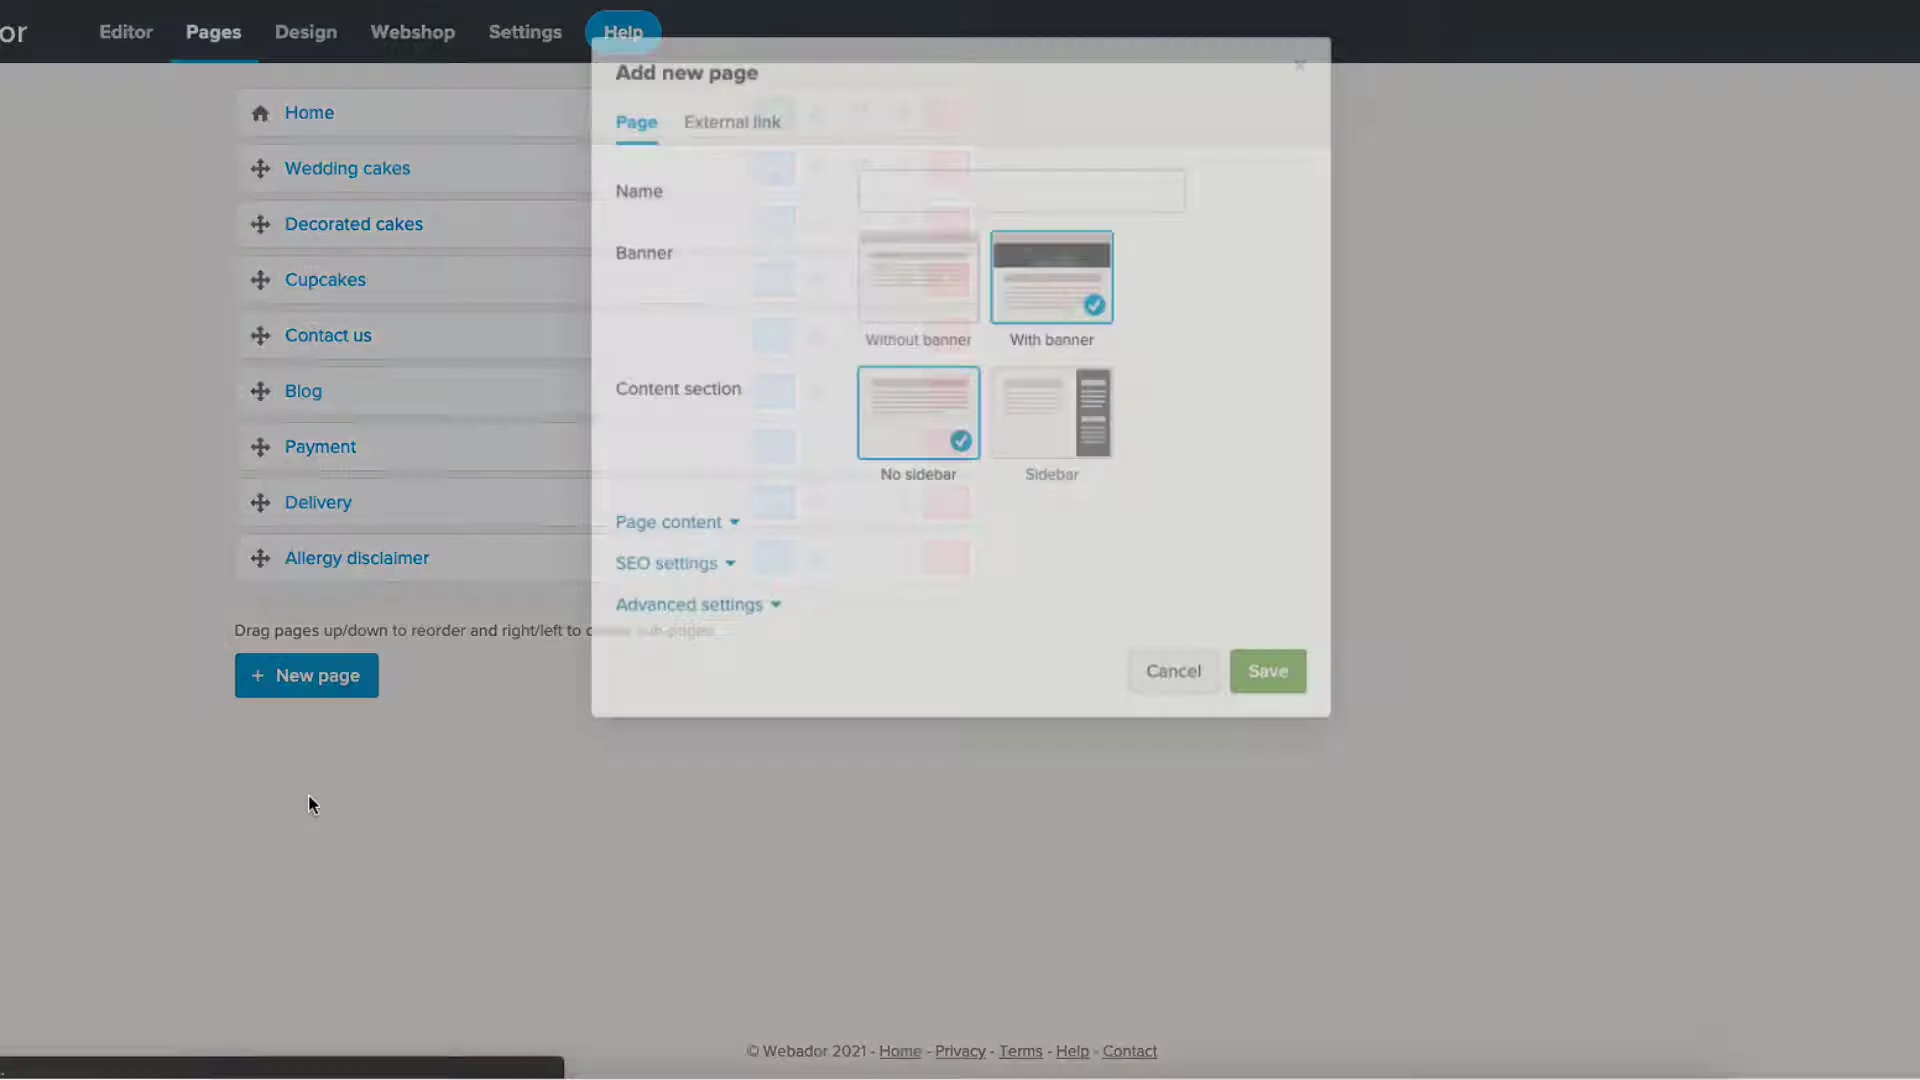 or Editor Pages Design Webshop Settings Help
Home
Wedding cakes
Decorated cakes
Cupcakes
Contact us
Blog
Payment
Delivery
Allergy disclaimer
Drag pages up/down to reorder and right/left to create sub-pages.
+ New page
Add new page
×
Page External link
Name
Banner
Without banner With banner
Content section
No sidebar Sidebar
Page content
SEO settings
Advanced settings
Cancel Save
© Webador 2021 - Home - Privacy - Terms - Help - Contact